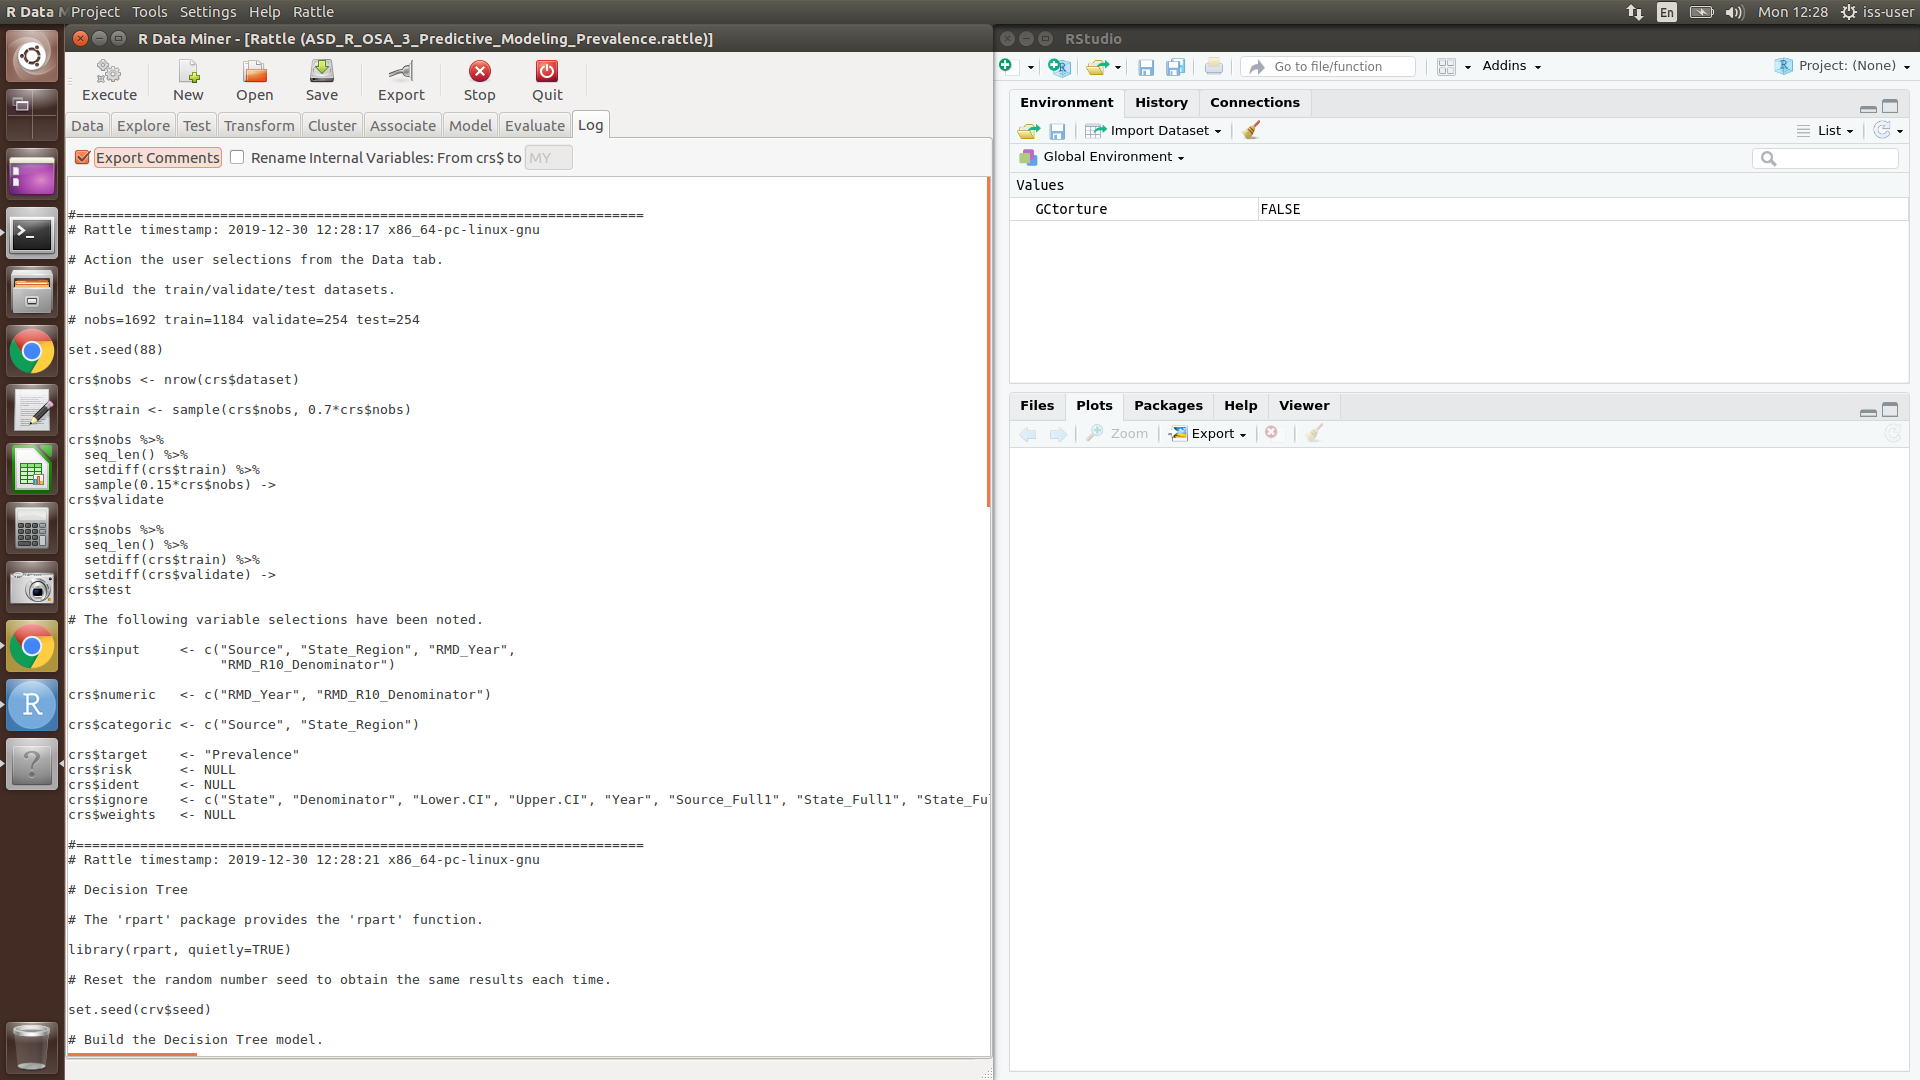 R Data M Project Tools Settings Help Rattle
En Mon 12:28 iss-user
R Data Miner - [Rattle (ASD_R_OSA_3_Predictive_Modeling_Prevalence.rattle)]
Execute New Open Save Export Stop Quit
Data Explore Test Transform Cluster Associate Model Evaluate Log
Export Comments Rename Internal Variables: From crs$ to MY
#=======================================================================
# Rattle timestamp: 2019-12-30 12:28:17 x86_64-pc-linux-gnu
# Action the user selections from the Data tab.
# Build the train/validate/test datasets.
# nobs=1692 train=1184 validate=254 test=254
set.seed(88)
crs$nobs <- nrow(crs$dataset)
crs$train <- sample(crs$nobs, 0.7*crs$nobs)
crs$nobs %>%
  seq_len() %>%
  setdiff(crs$train) %>%
  sample(0.15*crs$nobs) ->
crs$validate
crs$nobs %>%
  seq_len() %>%
  setdiff(crs$train) %>%
  setdiff(crs$validate) ->
crs$test
# The following variable selections have been noted.
crs$input     <- c("Source", "State_Region", "RMD_Year",
                   "RMD_R10_Denominator")
crs$numeric   <- c("RMD_Year", "RMD_R10_Denominator")
crs$categoric <- c("Source", "State_Region")
crs$target    <- "Prevalence"
crs$risk      <- NULL
crs$ident     <- NULL
crs$ignore    <- c("State", "Denominator", "Lower.CI", "Upper.CI", "Year", "Source_Full1", "State_Full1", "State_Fu
crs$weights   <- NULL
#=======================================================================
# Rattle timestamp: 2019-12-30 12:28:21 x86_64-pc-linux-gnu
# Decision Tree
# The 'rpart' package provides the 'rpart' function.
library(rpart, quietly=TRUE)
# Reset the random number seed to obtain the same results each time.
set.seed(crv$seed)
# Build the Decision Tree model.
RStudio
Go to file/function Addins Project: (None)
Environment History Connections
Import Dataset List
Global Environment
Values
GCtorture FALSE
Files Plots Packages Help Viewer
Zoom Export